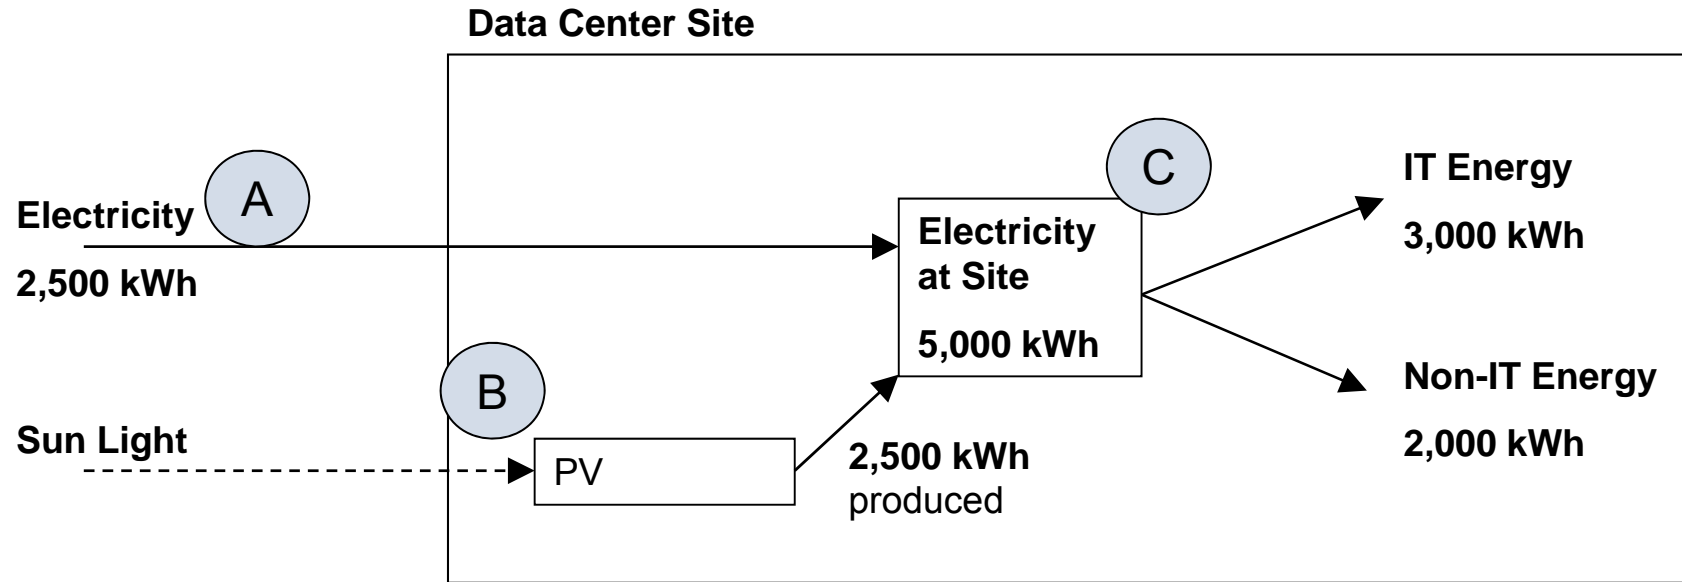 Data Center Site
A
Electricity
2,500 kWh
C
Electricity
at Site
5,000 kWh
IT Energy
3,000 kWh
B
Sun Light
PV
2,500 kWh
produced
Non-IT Energy
2,000 kWh